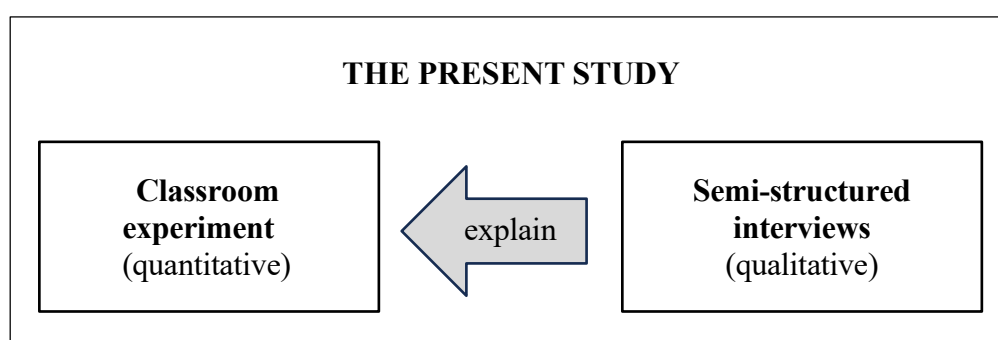 THE PRESENT STUDY
Classroom
experiment
(quantitative)
explain
Semi-structured
interviews
(qualitative)